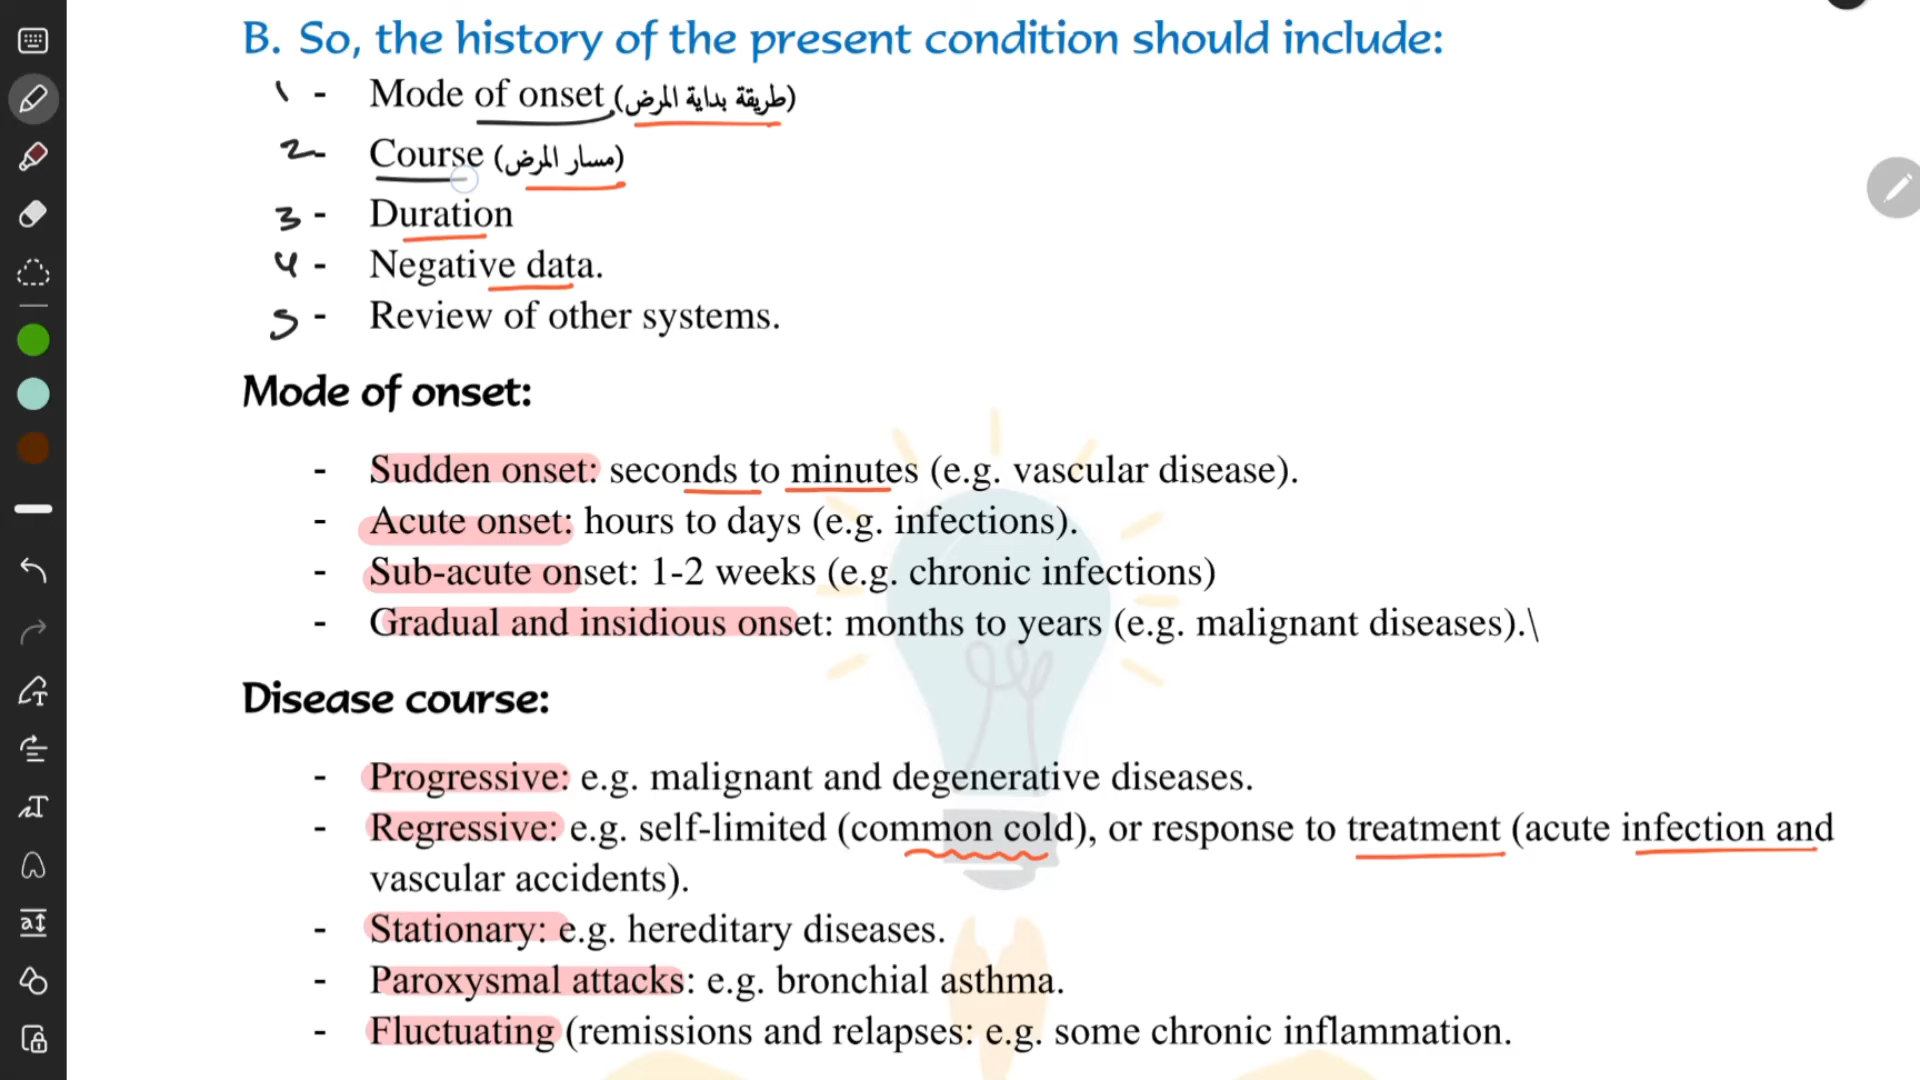 B. So, the history of the present condition should include:
1 - Mode of onset (طريقة بداية المرض)
2 - Course (مسار المرض)
3 - Duration
4 - Negative data.
5 - Review of other systems.
Mode of onset:
- Sudden onset: seconds to minutes (e.g. vascular disease).
- Acute onset: hours to days (e.g. infections).
- Sub-acute onset: 1-2 weeks (e.g. chronic infections)
- Gradual and insidious onset: months to years (e.g. malignant diseases).\
Disease course:
- Progressive: e.g. malignant and degenerative diseases.
- Regressive: e.g. self-limited (common cold), or response to treatment (acute infection and
vascular accidents).
- Stationary: e.g. hereditary diseases.
- Paroxysmal attacks: e.g. bronchial asthma.
- Fluctuating (remissions and relapses: e.g. some chronic inflammation.